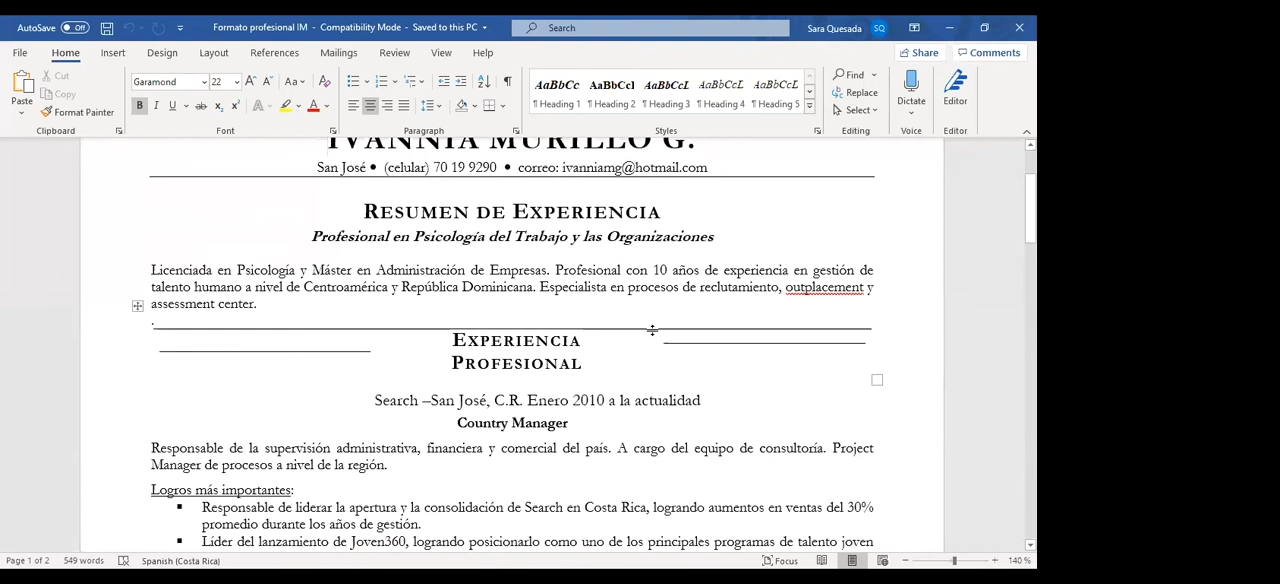 AutoSave Off Formato profesional IM - Compatibility Mode - Saved to this PC Search Sara Quesada SQ
File Home Insert Design Layout References Mailings Review View Help Share Comments
Paste Cut Copy Format Painter
Garamond 22 Aa
B I U ab x₂ x² A A
AaBbCc AaBbCcI AaBbCcL AaBbCcL AaBbCcL
¶ Heading 1 ¶ Heading 2 ¶ Heading 3 ¶ Heading 4 ¶ Heading 5
Find
Replace
Select
Dictate
Editor
Clipboard Font Paragraph Styles Editing Voice Editor
IVANNIA MURILLO G.
San José • (celular) 70 19 9290 • correo: ivanniamg@hotmail.com
RESUMEN DE EXPERIENCIA
Profesional en Psicología del Trabajo y las Organizaciones
Licenciada en Psicología y Máster en Administración de Empresas. Profesional con 10 años de experiencia en gestión de
talento humano a nivel de Centroamérica y República Dominicana. Especialista en procesos de reclutamiento, outplacement y
assessment center.
.
EXPERIENCIA
PROFESIONAL
Search –San José, C.R. Enero 2010 a la actualidad
Country Manager
Responsable de la supervisión administrativa, financiera y comercial del país. A cargo del equipo de consultoría. Project
Manager de procesos a nivel de la región.
Logros más importantes:
▪ Responsable de liderar la apertura y la consolidación de Search en Costa Rica, logrando aumentos en ventas del 30%
promedio durante los años de gestión.
▪ Líder del lanzamiento de Joven360, logrando posicionarlo como uno de los principales programas de talento joven
Page 1 of 2 549 words Spanish (Costa Rica) Focus 140 %